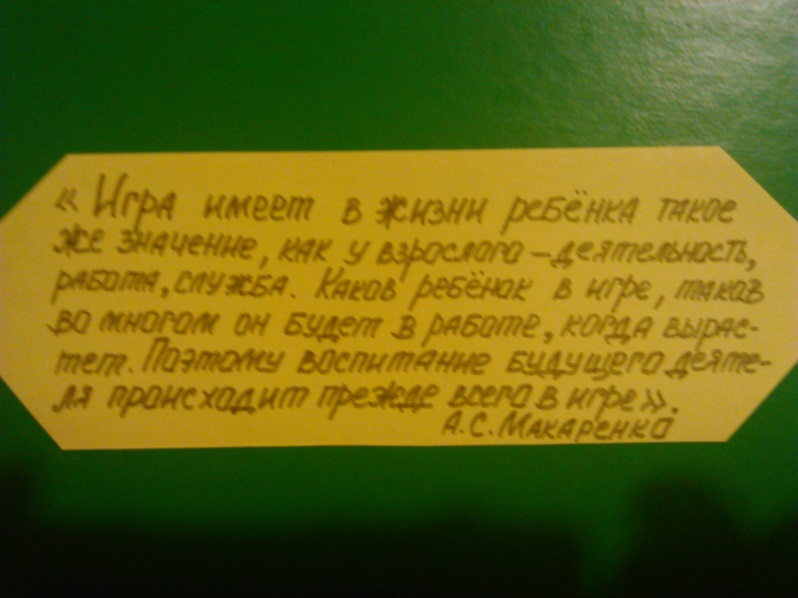 « Игра имеет в жизни ребёнка такое
же значение, как у взрослого – деятельность,
работа, служба. Каков ребёнок в игре, таков
во многом он будет в работе, когда вырас-
тет. Поэтому воспитание будущего деяте-
ля происходит прежде всего в игре».
А.С. Макаренко